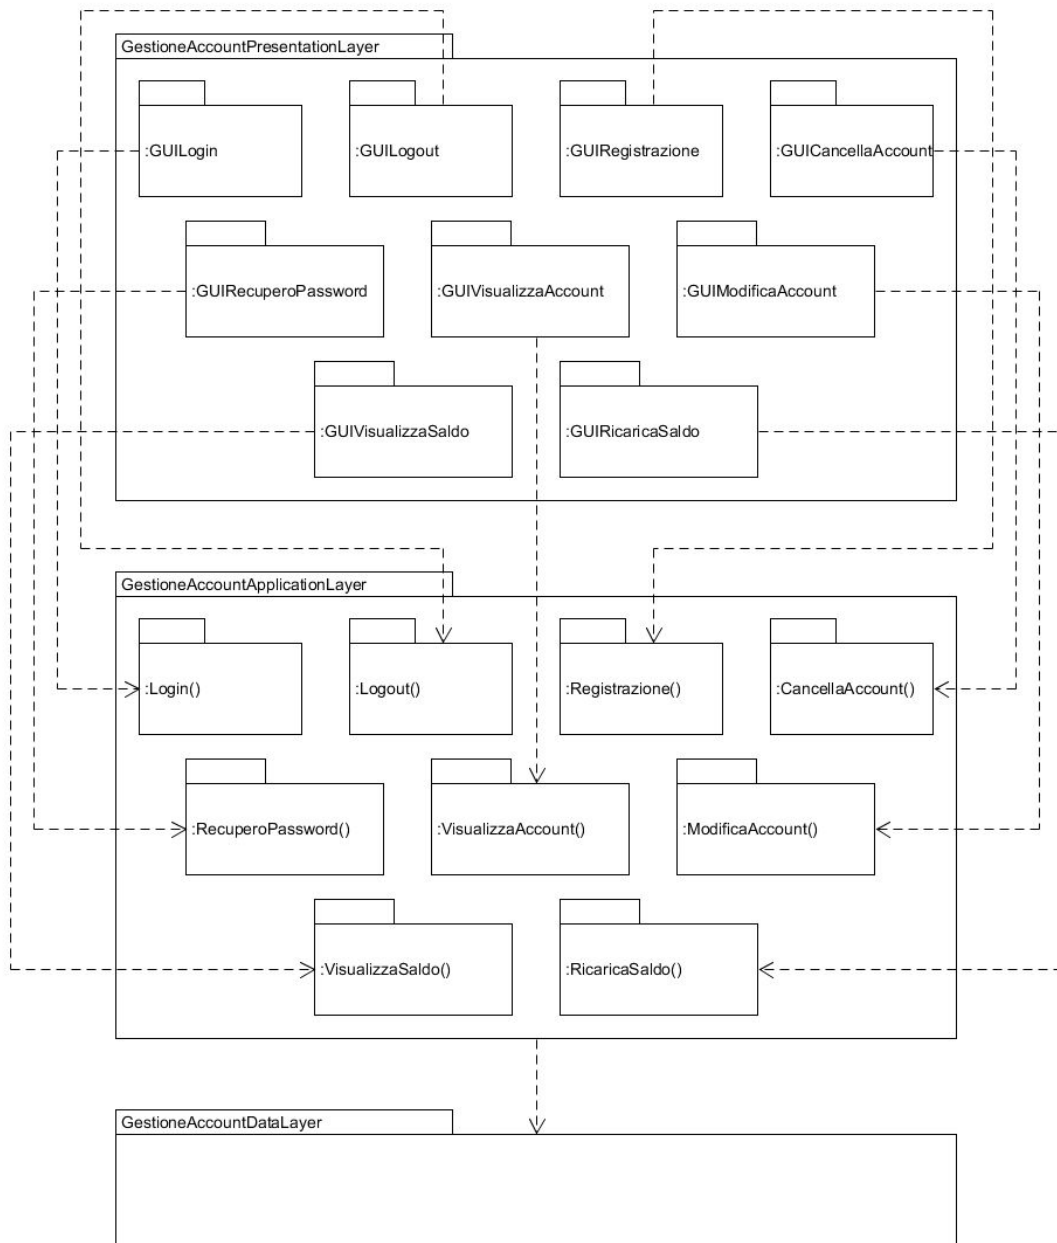 GestioneAccountPresentationLayer
:GUILogin
:GUILogout
:GUIRegistrazione
:GUICancellaAccount
:GUIRecuperoPassword
:GUIVisualizzaAccount
:GUIModificaAccount
:GUIVisualizzaSaldo
:GUIRicaricaSaldo
GestioneAccountApplicationLayer
:Login()
:Logout()
:Registrazione()
:CancellaAccount()
:RecuperoPassword()
:VisualizzaAccount()
:ModificaAccount()
:VisualizzaSaldo()
:RicaricaSaldo()
GestioneAccountDataLayer